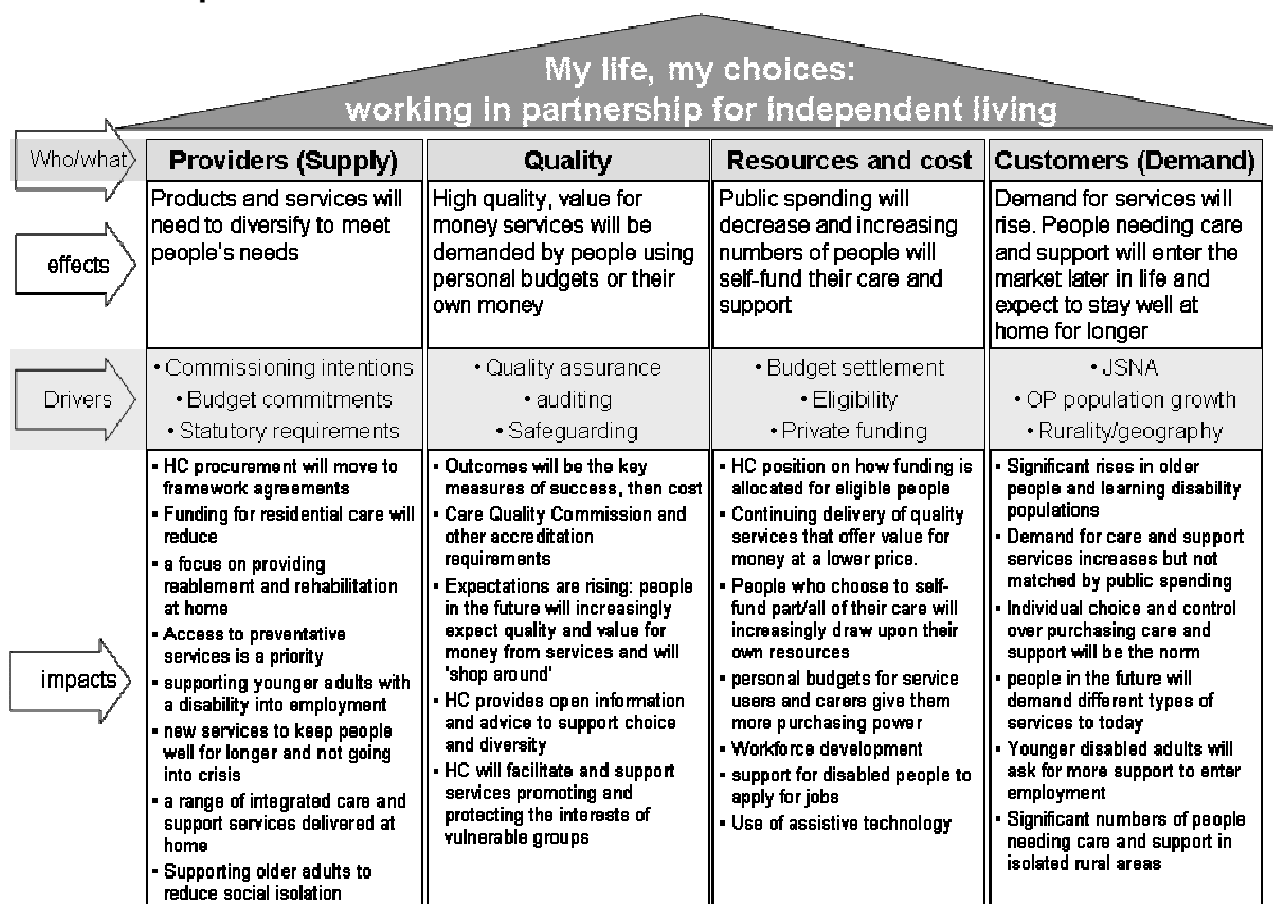 My life, my choices:
working in partnership for independent living
Who/what
Providers (Supply)
Quality
Resources and cost
Customers (Demand)
effects
Products and services will
need to diversify to meet
people's needs
High quality, value for
money services will be
demanded by people using
personal budgets or their
own money
Public spending will
decrease and increasing
numbers of people will
self-fund their care and
support
Demand for services will
rise. People needing care
and support will enter the
market later in life and
expect to stay well at
home for longer
Drivers
• Commissioning intentions
• Budget commitments
• Statutory requirements
• Quality assurance
• auditing
• Safeguarding
• Budget settlement
• Eligibility
• Private funding
• JSNA
• OP population growth
• Rurality/geography
impacts
▪ HC procurement will move to
framework agreements
▪ Funding for residential care will
reduce
▪ a focus on providing
reablement and rehabilitation
at home
▪ Access to preventative
services is a priority
▪ supporting younger adults with
a disability into employment
▪ new services to keep people
well for longer and not going
into crisis
▪ a range of integrated care and
support services delivered at
home
▪ Supporting older adults to
reduce social isolation
▪ Outcomes will be the key
measures of success, then cost
▪ Care Quality Commission and
other accreditation
requirements
▪ Expectations are rising: people
in the future will increasingly
expect quality and value for
money from services and will
'shop around'
▪ HC provides open information
and advice to support choice
and diversity
▪ HC will facilitate and support
services promoting and
protecting the interests of
vulnerable groups
▪ HC position on how funding is
allocated for eligible people
▪ Continuing delivery of quality
services that offer value for
money at a lower price.
▪ People who choose to self-
fund part/all of their care will
increasingly draw upon their
own resources
▪ personal budgets for service
users and carers give them
more purchasing power
▪ Workforce development
▪ support for disabled people to
apply for jobs
▪ Use of assistive technology
▪ Significant rises in older
people and learning disability
populations
▪ Demand for care and support
services increases but not
matched by public spending
▪ Individual choice and control
over purchasing care and
support will be the norm
▪ people in the future will
demand different types of
services to today
▪ Younger disabled adults will
ask for more support to enter
employment
▪ Significant numbers of people
needing care and support in
isolated rural areas